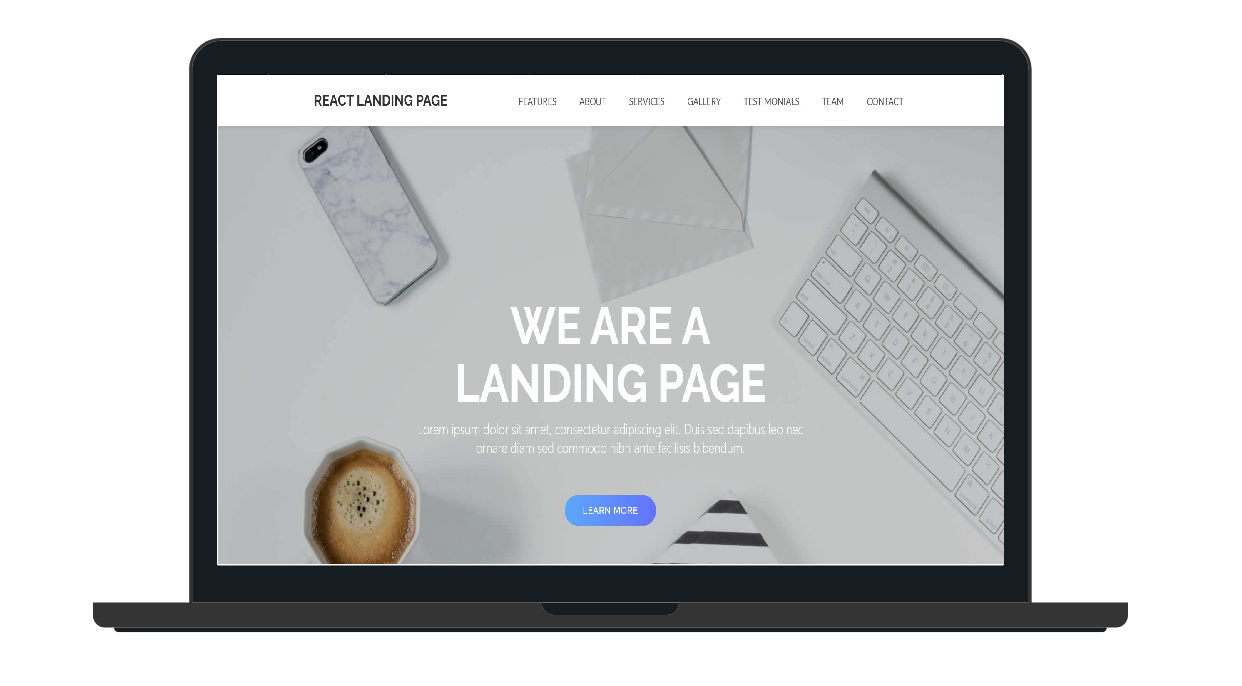 REACT LANDING PAGE
FEATURES ABOUT SERVICES GALLERY TESTIMONIALS TEAM CONTACT
WE ARE A
LANDING PAGE
Lorem ipsum dolor sit amet, consectetur adipiscing elit. Duis sed dapibus leo nec
ornare diam sed commodo nibh ante facilisis bibendum.
LEARN MORE